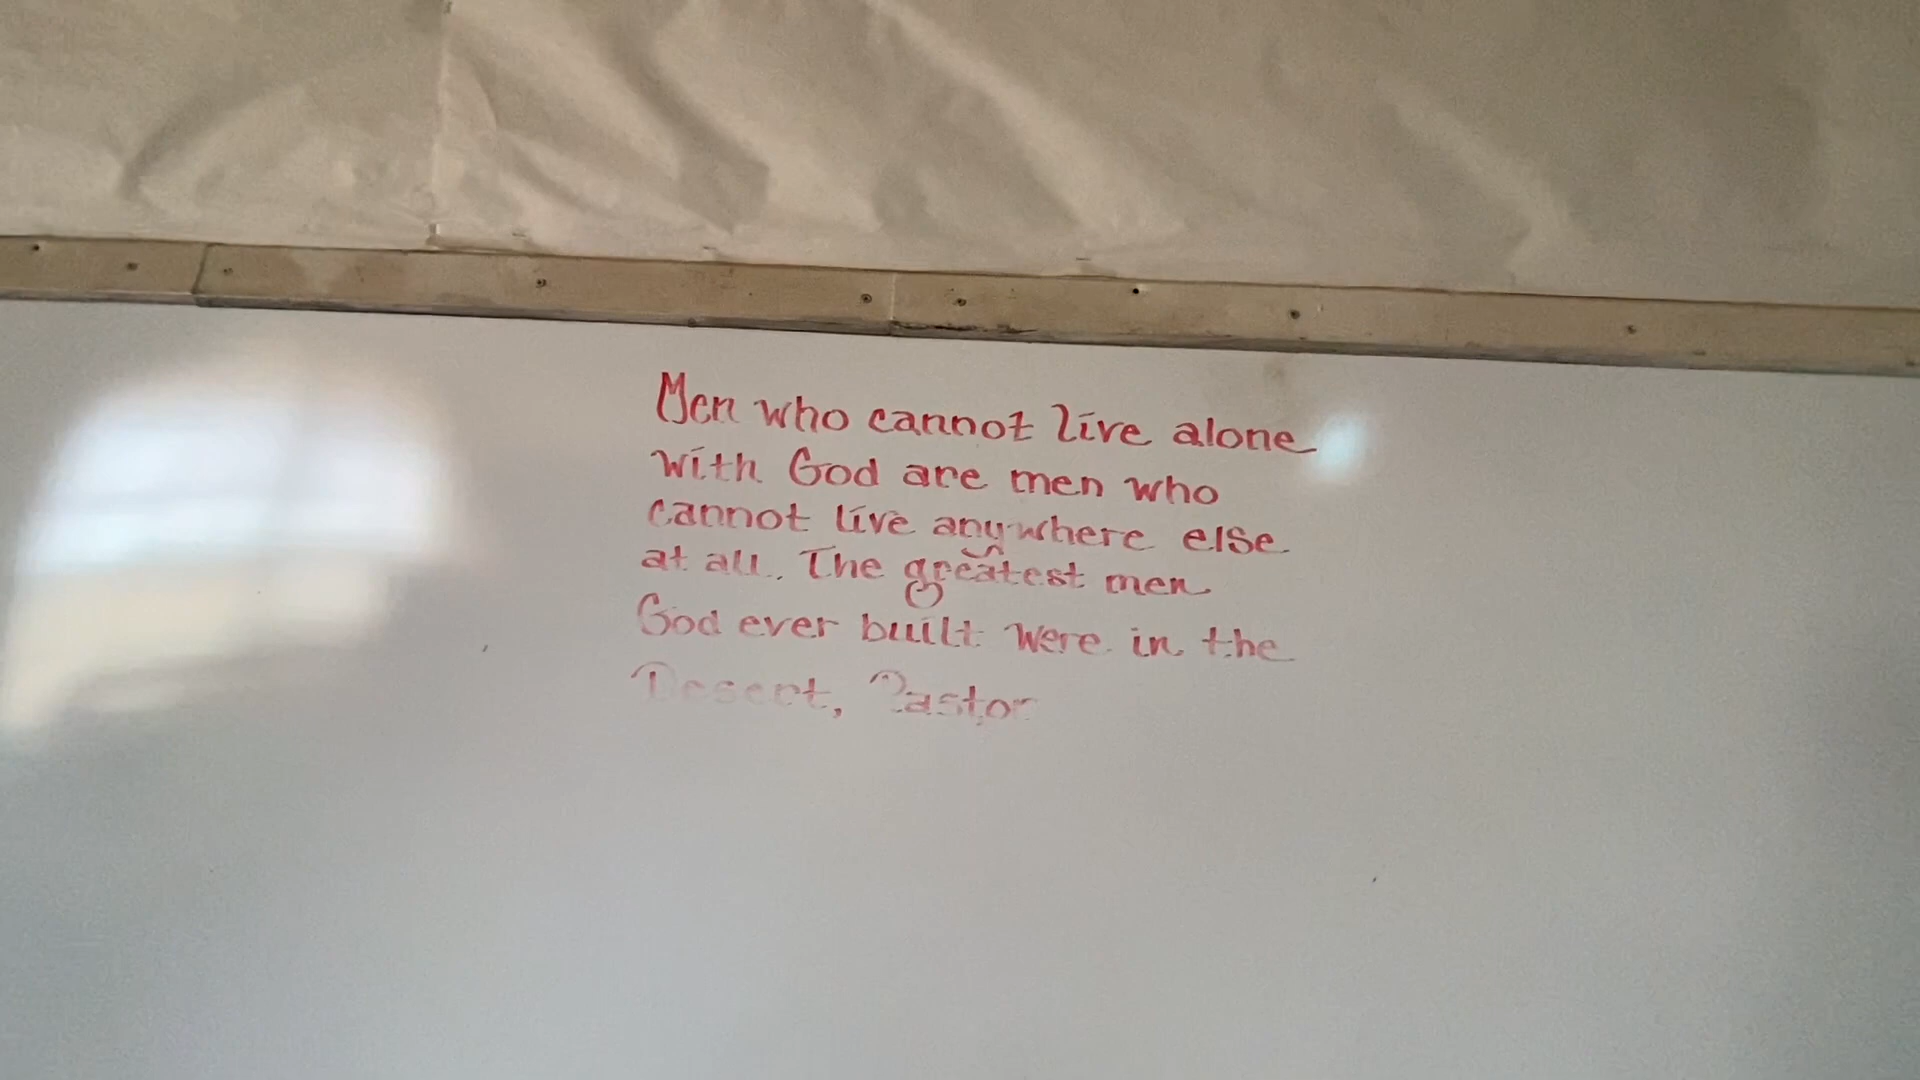 Men who cannot live alone
with God are men who
cannot live anywhere else
at all. The greatest men
God ever built were in the
Desert, Pastor